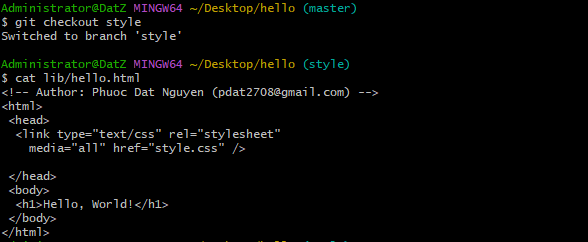 Administrator@DatZ MINGW64 ~/Desktop/hello (master)
$ git checkout style
Switched to branch 'style'

Administrator@DatZ MINGW64 ~/Desktop/hello (style)
$ cat lib/hello.html
<!-- Author: Phuoc Dat Nguyen (pdat2708@gmail.com) -->
<html>
 <head>
  <link type="text/css" rel="stylesheet"
    media="all" href="style.css" />

 </head>
 <body>
  <h1>Hello, World!</h1>
 </body>
</html>